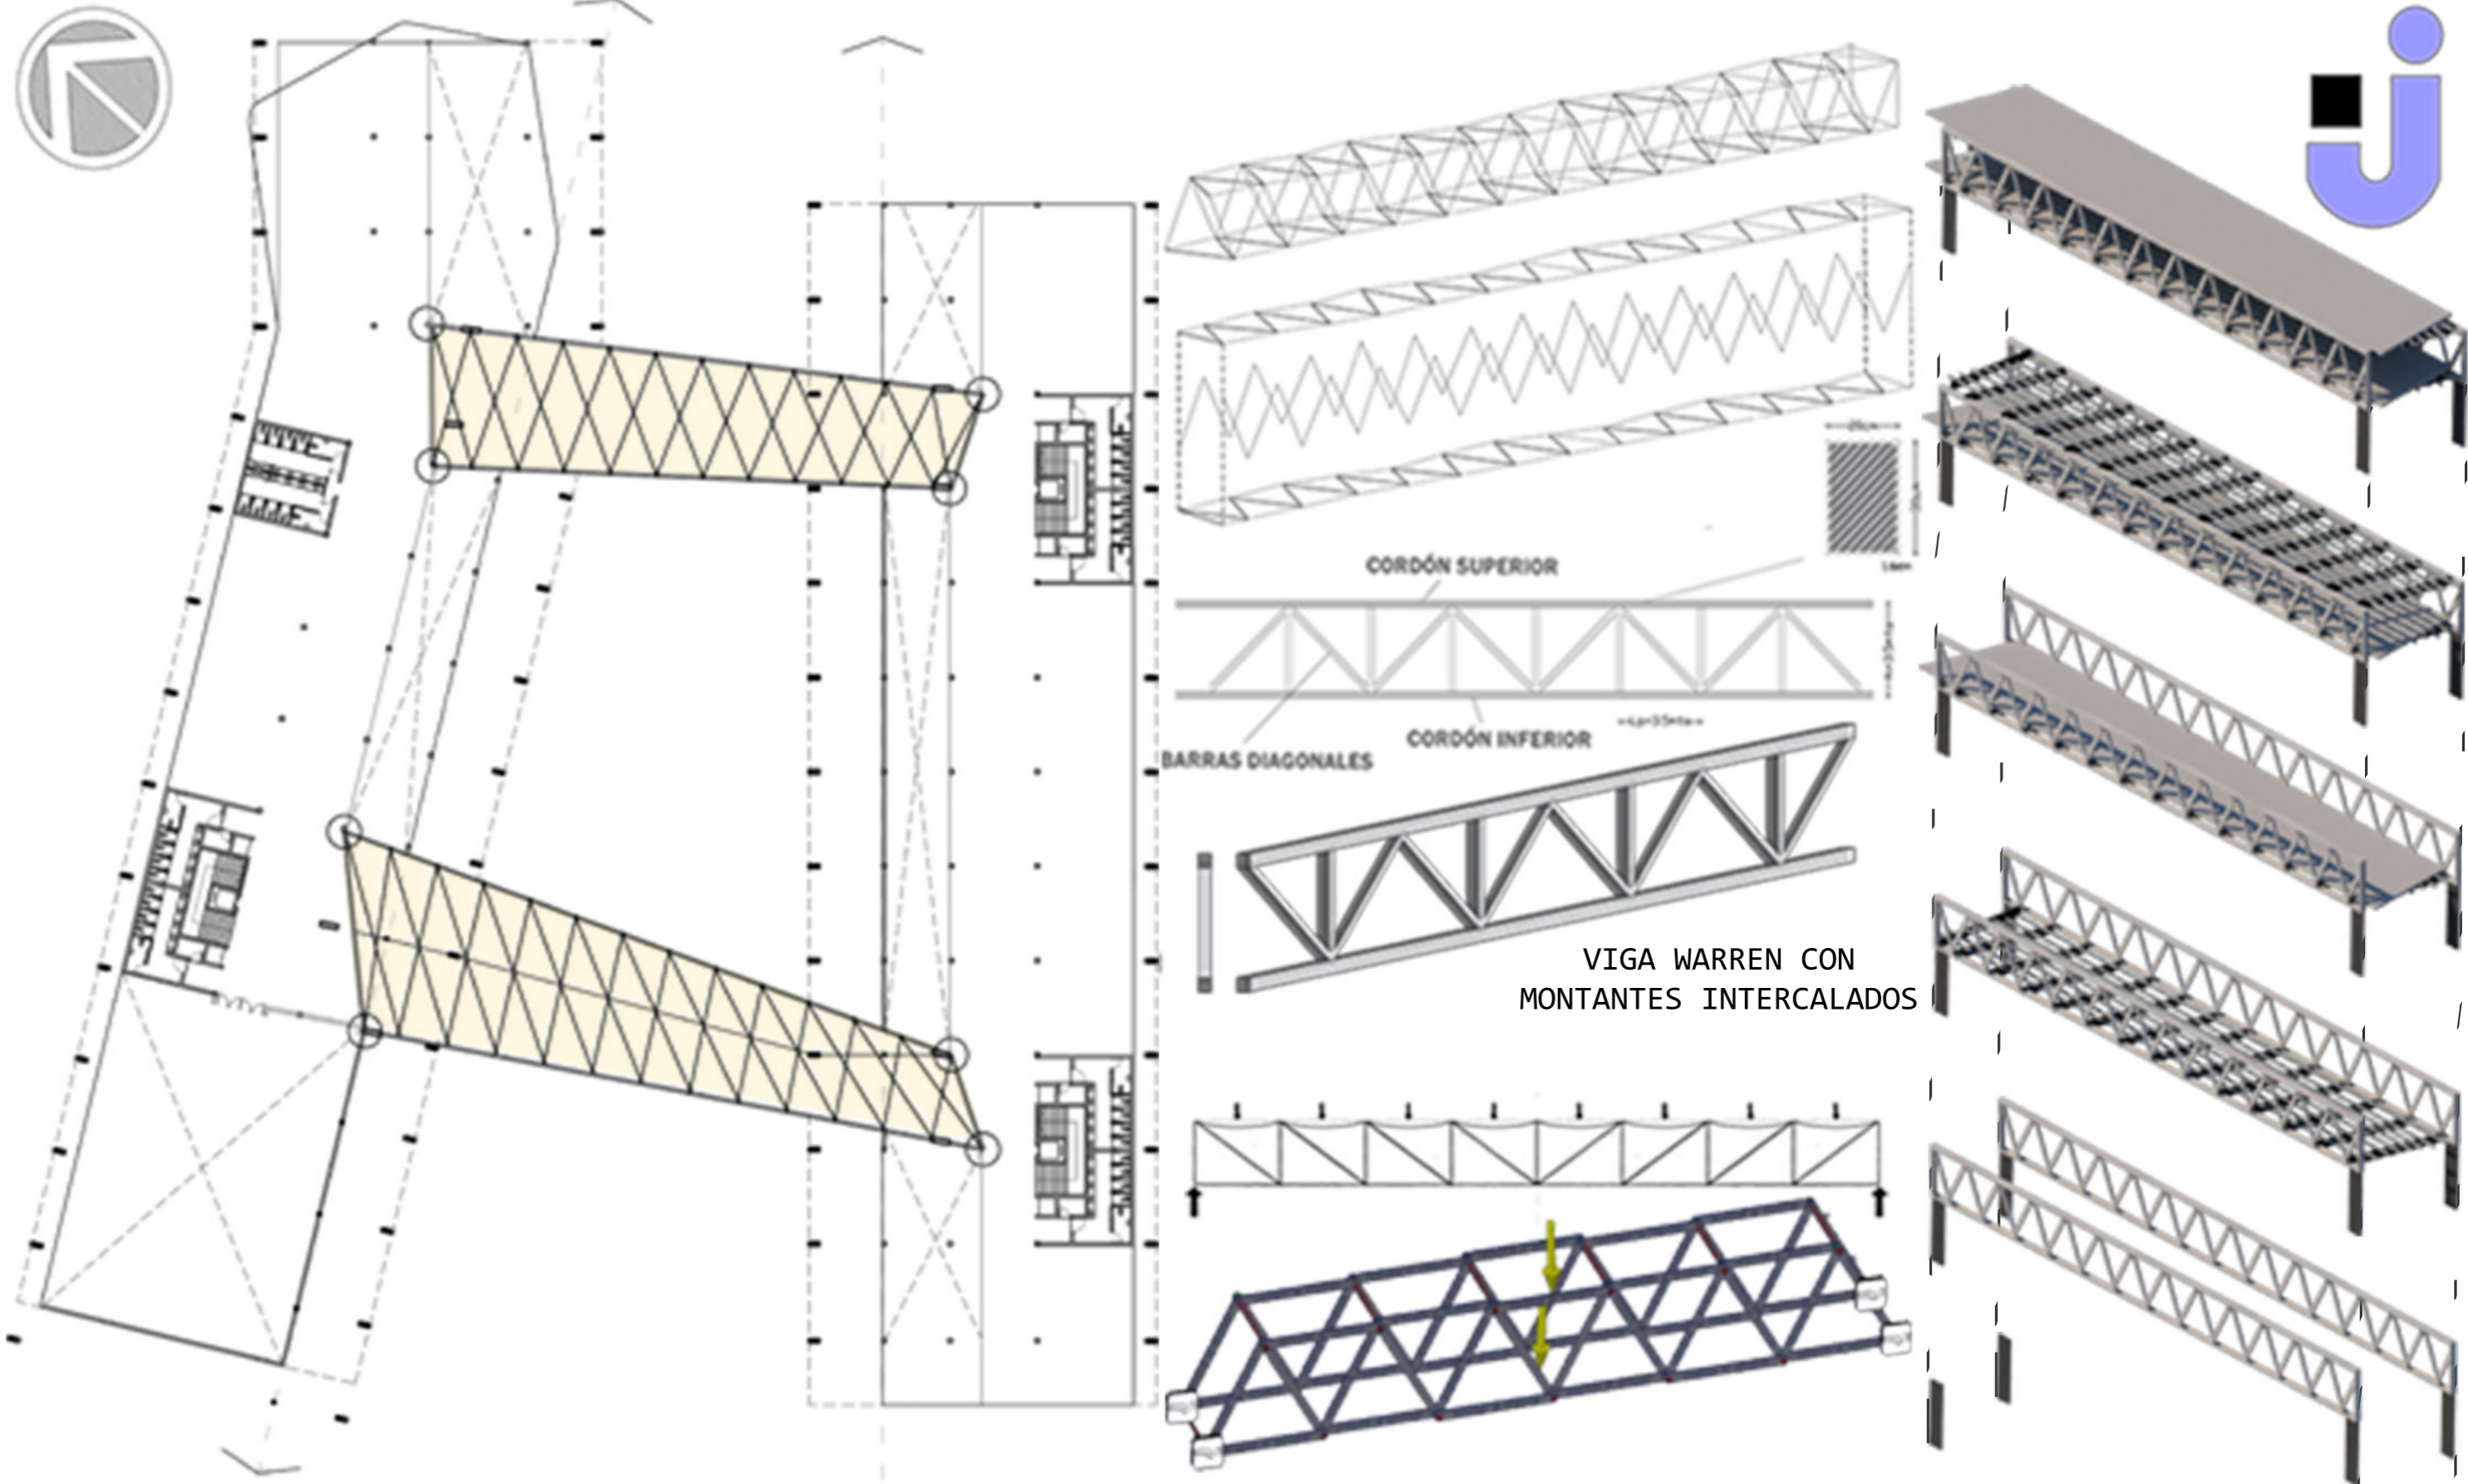 CORDÓN SUPERIOR
CORDÓN INFERIOR
BARRAS DIAGONALES
VIGA WARREN CON
MONTANTES INTERCALADOS